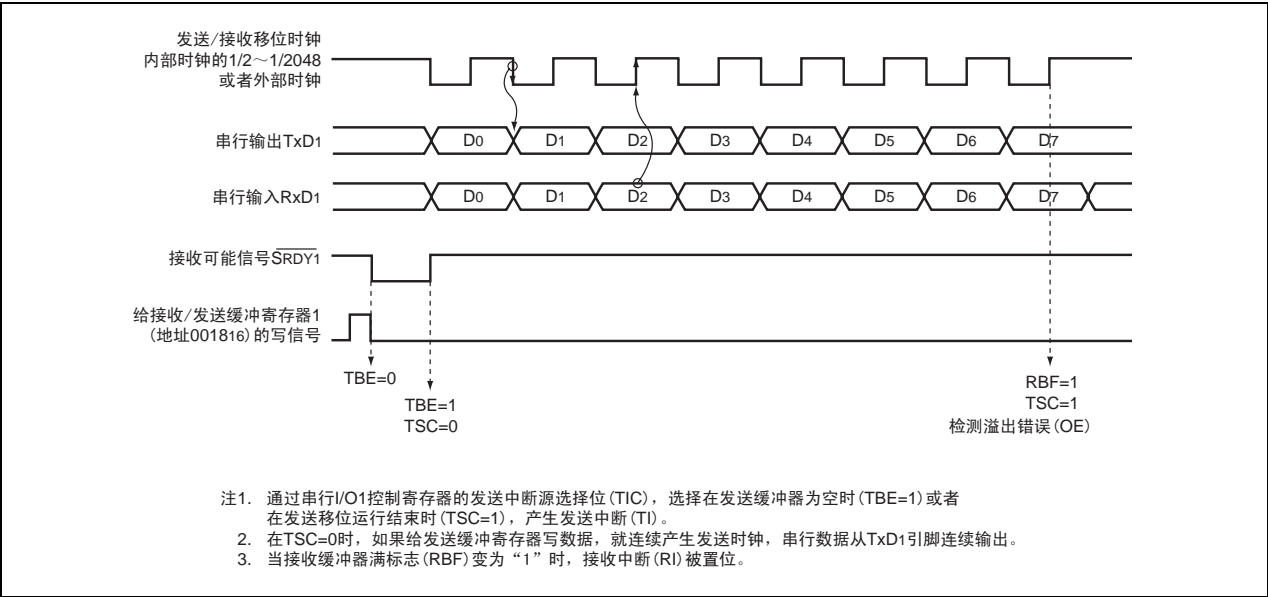 发送/接收移位时钟
内部时钟的1/2～1/2048
或者外部时钟
串行输出TxD1
D0 D1 D2 D3 D4 D5 D6 D7
串行输入RxD1
D0 D1 D2 D3 D4 D5 D6 D7
接收可能信号SRDY1
给接收/发送缓冲寄存器1
(地址001816)的写信号
TBE=0
TBE=1
TSC=0
RBF=1
TSC=1
检测溢出错误(OE)
注1. 通过串行I/O1控制寄存器的发送中断源选择位(TIC)，选择在发送缓冲器为空时(TBE=1)或者
在发送移位运行结束时(TSC=1)，产生发送中断(TI)。
2. 在TSC=0时，如果给发送缓冲寄存器写数据，就连续产生发送时钟，串行数据从TxD1引脚连续输出。
3. 当接收缓冲器满标志(RBF)变为“1”时，接收中断(RI)被置位。